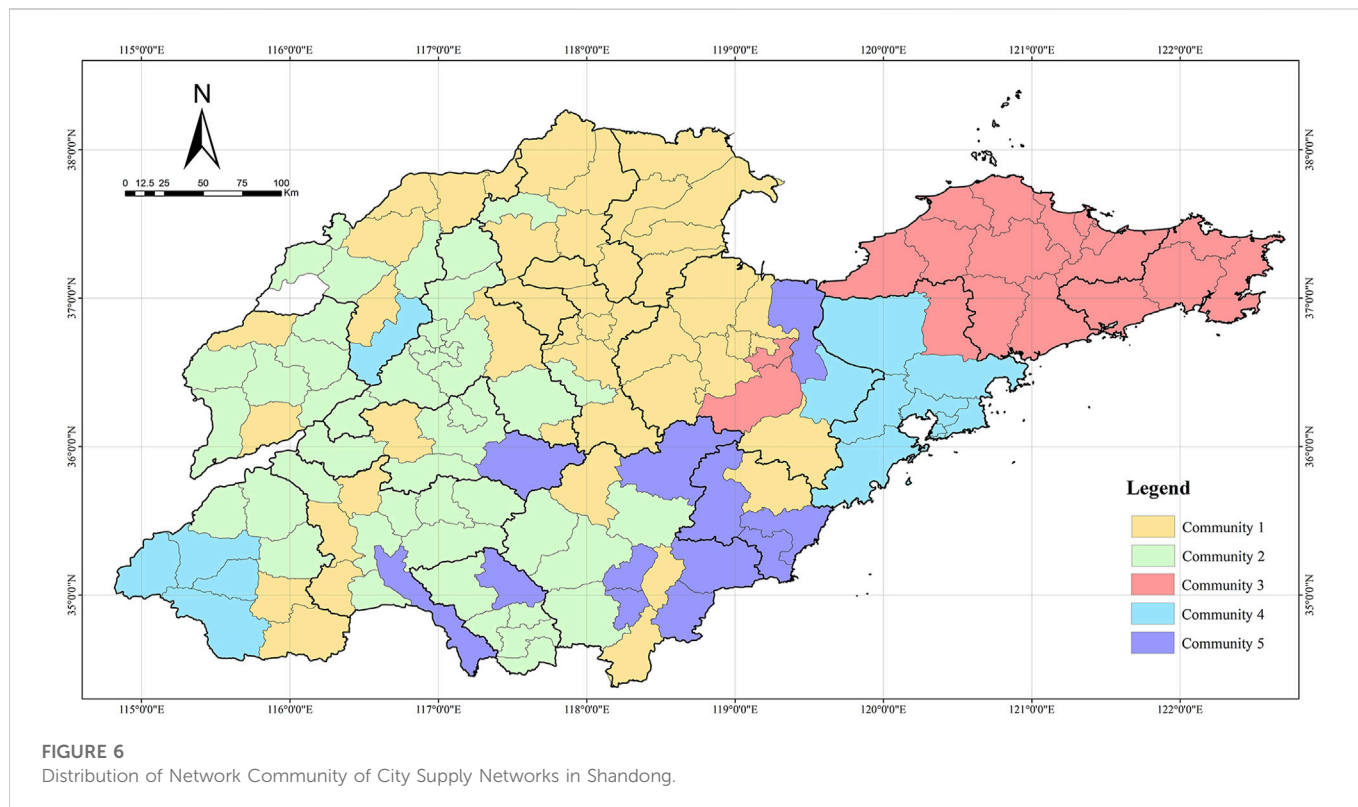 115°0'0"E 116°0'0"E 117°0'0"E 118°0'0"E 119°0'0"E 120°0'0"E 121°0'0"E 122°0'0"E
N
0 12.5 25 50 75 100
Km
38°0'0"N 38°0'0"N
37°0'0"N 37°0'0"N
36°0'0"N 36°0'0"N
35°0'0"N 35°0'0"N
Legend
Community 1
Community 2
Community 3
Community 4
Community 5
115°0'0"E 116°0'0"E 117°0'0"E 118°0'0"E 119°0'0"E 120°0'0"E 121°0'0"E 122°0'0"E
FIGURE 6
Distribution of Network Community of City Supply Networks in Shandong.